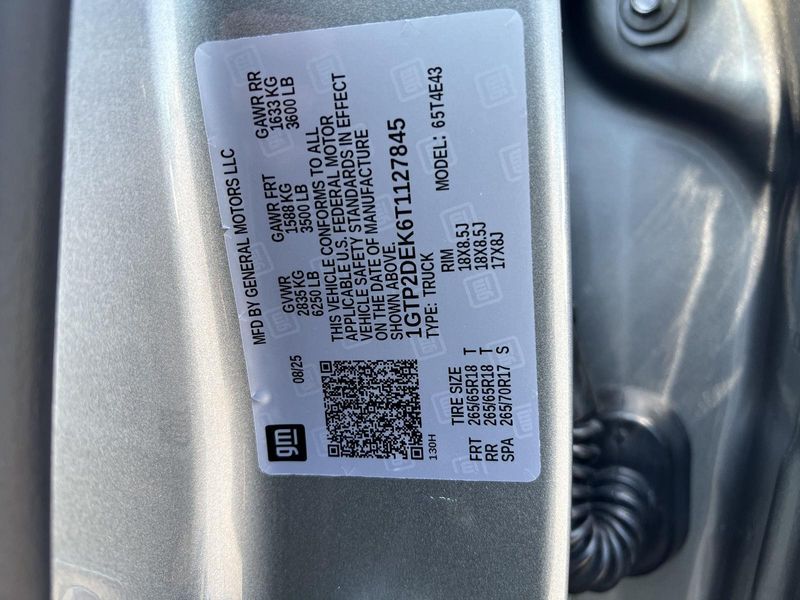 MFD BY GENERAL MOTORS LLC
08/25
GVWR GAWR FRT GAWR RR
2835 KG 1588 KG 1633 KG
6250 LB 3500 LB 3600 LB
THIS VEHICLE CONFORMS TO ALL
APPLICABLE U.S. FEDERAL MOTOR
VEHICLE SAFETY STANDARDS IN EFFECT
ON THE DATE OF MANUFACTURE
SHOWN ABOVE.
1GTP2DEK6T1127845
TYPE: TRUCK MODEL: 65T4E43
gm
130H
TIRE SIZE RIM
FRT 265/65R18 T 18X8.5J
RR 265/65R18 T 18X8.5J
SPA 265/70R17 S 17X8J